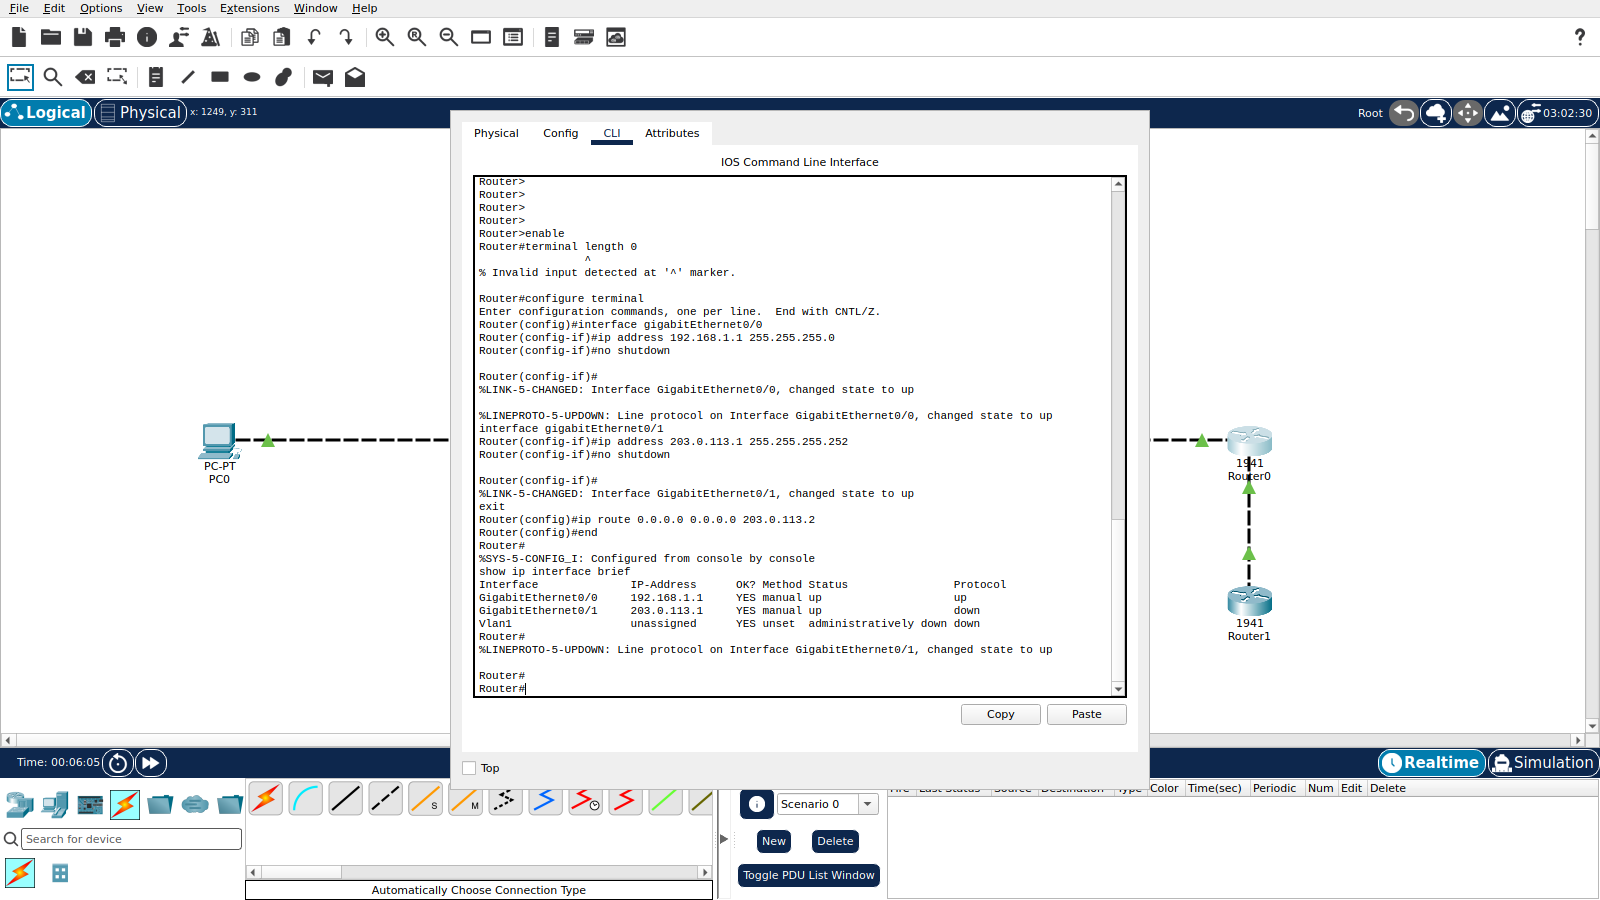 File Edit Options View Tools Extensions Window Help
Logical Physical x: 1249, y: 311 Root 03:02:30
Physical Config CLI Attributes
IOS Command Line Interface
Router>
Router>
Router>
Router>
Router>enable
Router#terminal length 0
^
% Invalid input detected at '^' marker.
Router#configure terminal
Enter configuration commands, one per line. End with CNTL/Z.
Router(config)#interface gigabitEthernet0/0
Router(config-if)#ip address 192.168.1.1 255.255.255.0
Router(config-if)#no shutdown
Router(config-if)#
%LINK-5-CHANGED: Interface GigabitEthernet0/0, changed state to up
%LINEPROTO-5-UPDOWN: Line protocol on Interface GigabitEthernet0/0, changed state to up
interface gigabitEthernet0/1
Router(config-if)#ip address 203.0.113.1 255.255.255.252
Router(config-if)#no shutdown
Router(config-if)#
%LINK-5-CHANGED: Interface GigabitEthernet0/1, changed state to up
exit
Router(config)#ip route 0.0.0.0 0.0.0.0 203.0.113.2
Router(config)#end
Router#
%SYS-5-CONFIG_I: Configured from console by console
show ip interface brief
Interface IP-Address OK? Method Status Protocol
GigabitEthernet0/0 192.168.1.1 YES manual up up
GigabitEthernet0/1 203.0.113.1 YES manual up down
Vlan1 unassigned YES unset administratively down down
Router#
%LINEPROTO-5-UPDOWN: Line protocol on Interface GigabitEthernet0/1, changed state to up
Router#
Router#
Copy Paste
Top
PC-PT
PC0
1941
Router0
1941
Router1
Time: 00:06:05 Realtime Simulation
Search for device
S M
Automatically Choose Connection Type
Scenario 0
New Delete
Toggle PDU List Window
Fire Last Status Source Destination Type Color Time(sec) Periodic Num Edit Delete